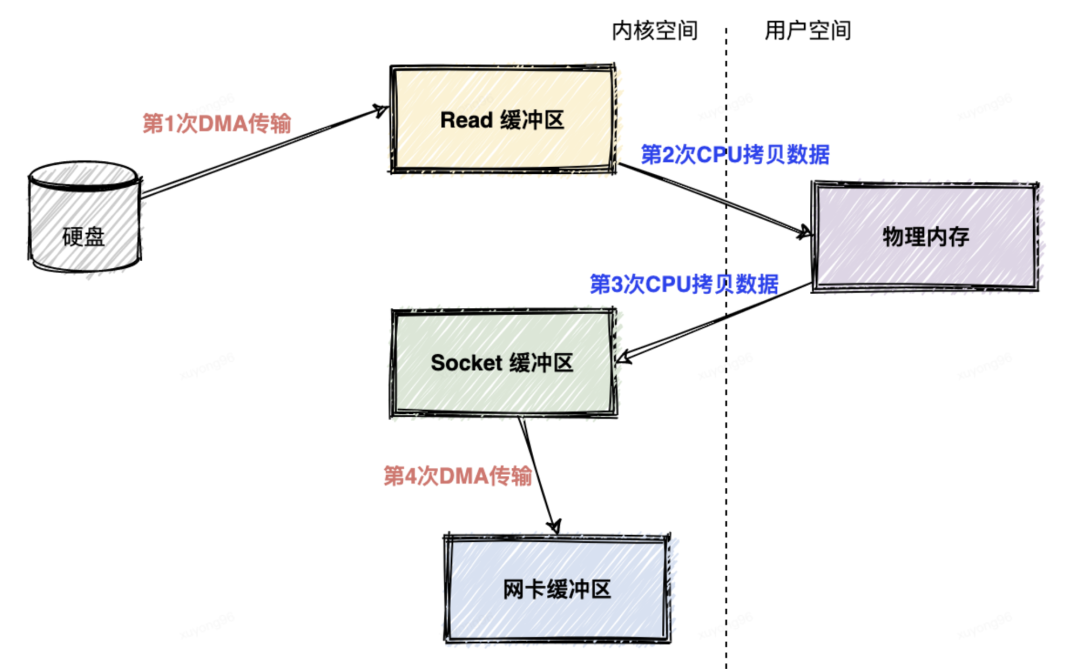 内核空间
用户空间
Read 缓冲区
第1次DMA传输
第2次CPU拷贝数据
硬盘
物理内存
第3次CPU拷贝数据
Socket 缓冲区
第4次DMA传输
网卡缓冲区